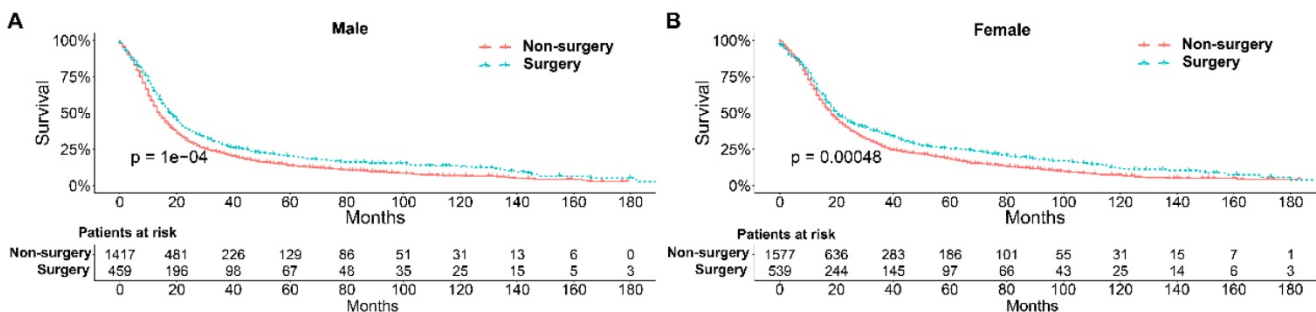 A
Male
100%
75%
50%
25%
0%
Survival
Non-surgery
Surgery
p = 1e−04
0 20 40 60 80 100 120 140 160 180
Months
Patients at risk
Non-surgery 1417 481 226 129 86 51 31 13 6 0
Surgery 459 196 98 67 48 35 25 15 5 3
0 20 40 60 80 100 120 140 160 180
Months
B
Female
100%
75%
50%
25%
0%
Survival
Non-surgery
Surgery
p = 0.00048
0 20 40 60 80 100 120 140 160 180
Months
Patients at risk
Non-surgery 1577 636 283 186 101 55 31 15 7 1
Surgery 539 244 145 97 66 43 25 14 6 3
0 20 40 60 80 100 120 140 160 180
Months